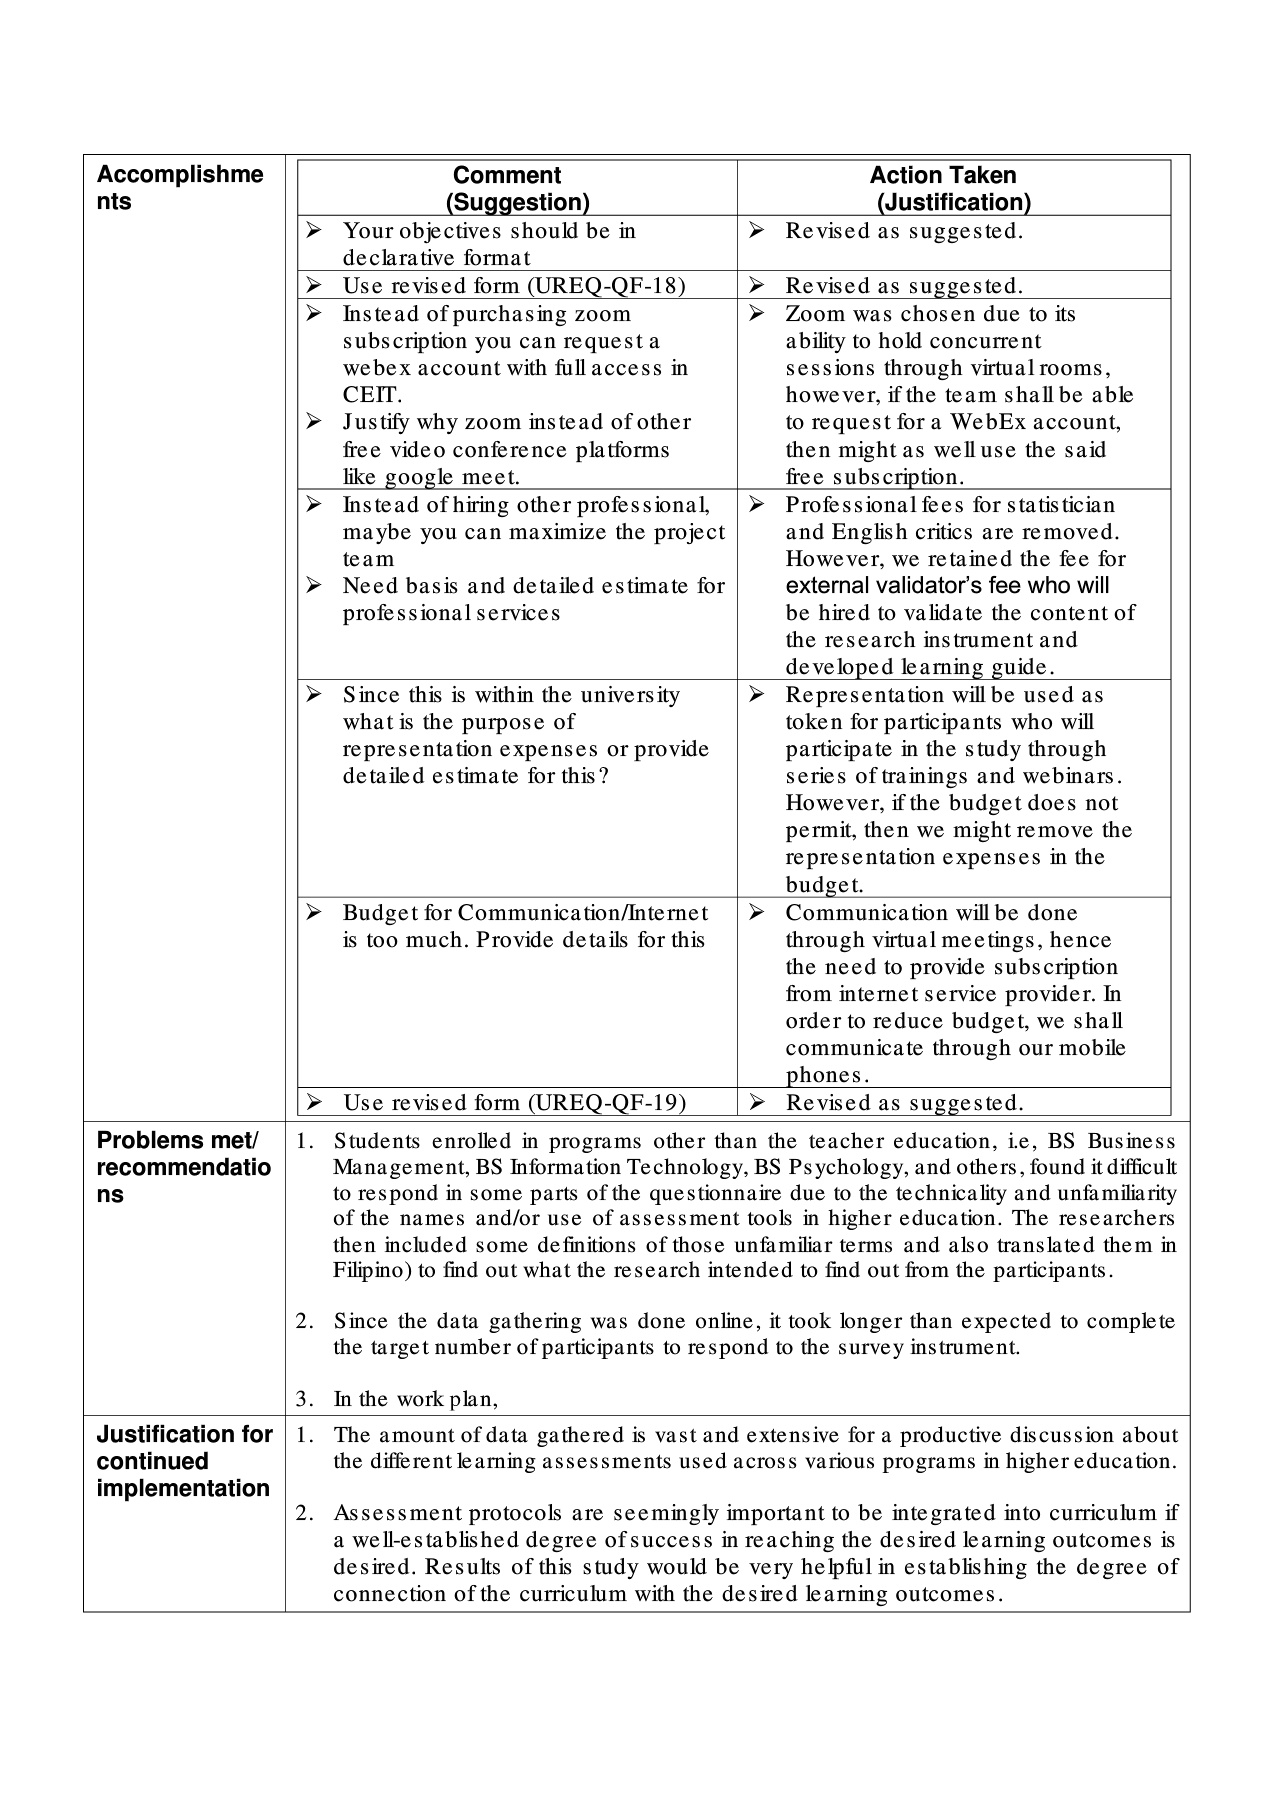 Accomplishme
nts
Comment
(Suggestion)
Action Taken
(Justification)
➢ Your objectives should be in
declarative format
➢ Revised as suggested.
➢ Use revised form (UREQ-QF-18)
➢ Revised as suggested.
➢ Instead of purchasing zoom
subscription you can request a
webex account with full access in
CEIT.
➢ Justify why zoom instead of other
free video conference platforms
like google meet.
➢ Zoom was chosen due to its
ability to hold concurrent
sessions through virtual rooms,
however, if the team shall be able
to request for a WebEx account,
then might as well use the said
free subscription.
➢ Instead of hiring other professional,
maybe you can maximize the project
team
➢ Need basis and detailed estimate for
professional services
➢ Professional fees for statistician
and English critics are removed.
However, we retained the fee for
external validator's fee who will
be hired to validate the content of
the research instrument and
developed learning guide.
➢ Since this is within the university
what is the purpose of
representation expenses or provide
detailed estimate for this?
➢ Representation will be used as
token for participants who will
participate in the study through
series of trainings and webinars.
However, if the budget does not
permit, then we might remove the
representation expenses in the
budget.
➢ Budget for Communication/Internet
is too much. Provide details for this
➢ Communication will be done
through virtual meetings, hence
the need to provide subscription
from internet service provider. In
order to reduce budget, we shall
communicate through our mobile
phones.
➢ Use revised form (UREQ-QF-19)
➢ Revised as suggested.
Problems met/
recommendatio
ns
1. Students enrolled in programs other than the teacher education, i.e, BS Business
Management, BS Information Technology, BS Psychology, and others, found it difficult
to respond in some parts of the questionnaire due to the technicality and unfamiliarity
of the names and/or use of assessment tools in higher education. The researchers
then included some definitions of those unfamiliar terms and also translated them in
Filipino) to find out what the research intended to find out from the participants.
2. Since the data gathering was done online, it took longer than expected to complete
the target number of participants to respond to the survey instrument.
3. In the work plan,
Justification for
continued
implementation
1. The amount of data gathered is vast and extensive for a productive discussion about
the different learning assessments used across various programs in higher education.
2. Assessment protocols are seemingly important to be integrated into curriculum if
a well-established degree of success in reaching the desired learning outcomes is
desired. Results of this study would be very helpful in establishing the degree of
connection of the curriculum with the desired learning outcomes.